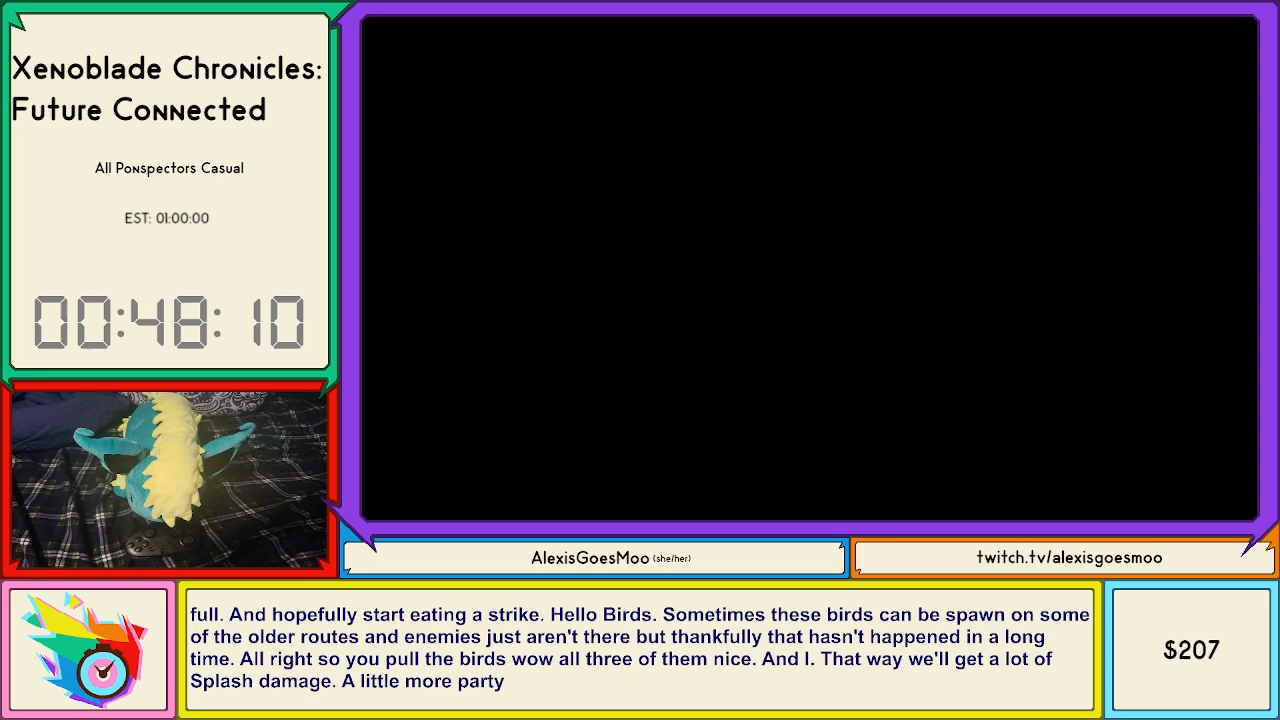 Xenoblade Chronicles:
Future Connected
All Ponspectors Casual
EST: 01:00:00
00:48:10
AlexisGoesMoo (she/her)
twitch.tv/alexisgoesmoo
full. And hopefully start eating a strike. Hello Birds. Sometimes these birds can be spawn on some
of the older routes and enemies just aren't there but thankfully that hasn't happened in a long
time. All right so you pull the birds wow all three of them nice. And I. That way we'll get a lot of
Splash damage. A little more party
$207